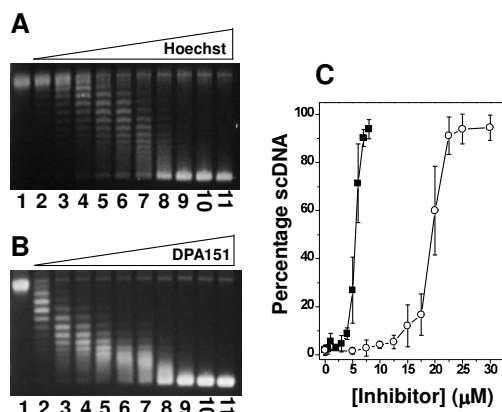 A
Hoechst
1 2 3 4 5 6 7 8 9 10 11
B
DPA151
1 2 3 4 5 6 7 8 9 10 11
C
Percentage scDNA
100
80
60
40
20
0
0 5 10 15 20 25 30
[Inhibitor] (μM)